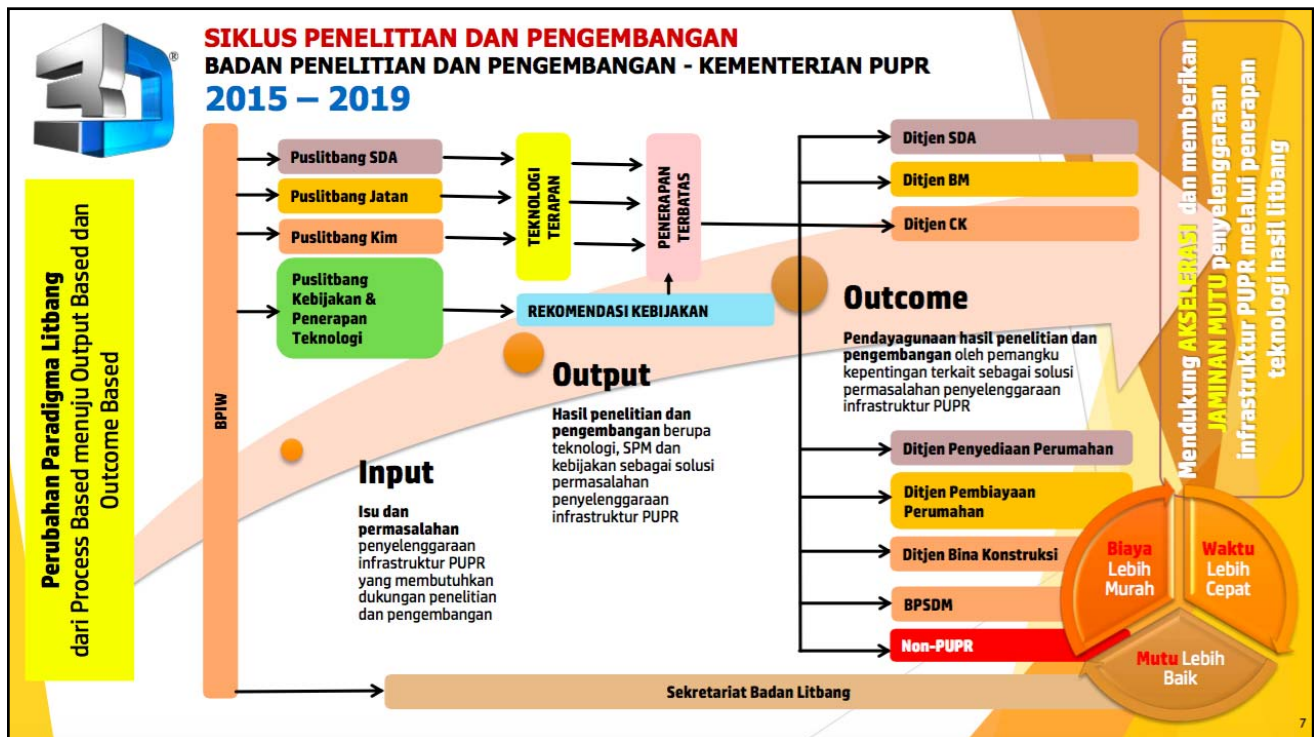 3D®
SIKLUS PENELITIAN DAN PENGEMBANGAN
BADAN PENELITIAN DAN PENGEMBANGAN - KEMENTERIAN PUPR
2015 – 2019
Perubahan Paradigma Litbang
dari Process Based menuju Output Based dan
Outcome Based
BPIW
Puslitbang SDA
Puslitbang Jatan
Puslitbang Kim
Puslitbang
Kebijakan &
Penerapan
Teknologi
TEKNOLOGI
TERAPAN
PENERAPAN
TERBATAS
REKOMENDASI KEBIJAKAN
Input
Isu dan
permasalahan
penyelenggaraan
infrastruktur PUPR
yang membutuhkan
dukungan penelitian
dan pengembangan
Output
Hasil penelitian dan
pengembangan berupa
teknologi, SPM dan
kebijakan sebagai solusi
permasalahan
penyelenggaraan
infrastruktur PUPR
Ditjen SDA
Ditjen BM
Ditjen CK
Outcome
Pendayagunaan hasil penelitian dan
pengembangan oleh pemangku
kepentingan terkait sebagai solusi
permasalahan penyelenggaraan
infrastruktur PUPR
Ditjen Penyediaan Perumahan
Ditjen Pembiayaan
Perumahan
Ditjen Bina Konstruksi
BPSDM
Non-PUPR
Sekretariat Badan Litbang
Mendukung AKSELERASI dan memberikan
JAMINAN MUTU penyelenggaraan
infrastruktur PUPR melalui penerapan
teknologi hasil litbang
Biaya
Lebih
Murah
Waktu
Lebih
Cepat
Mutu Lebih
Baik
7